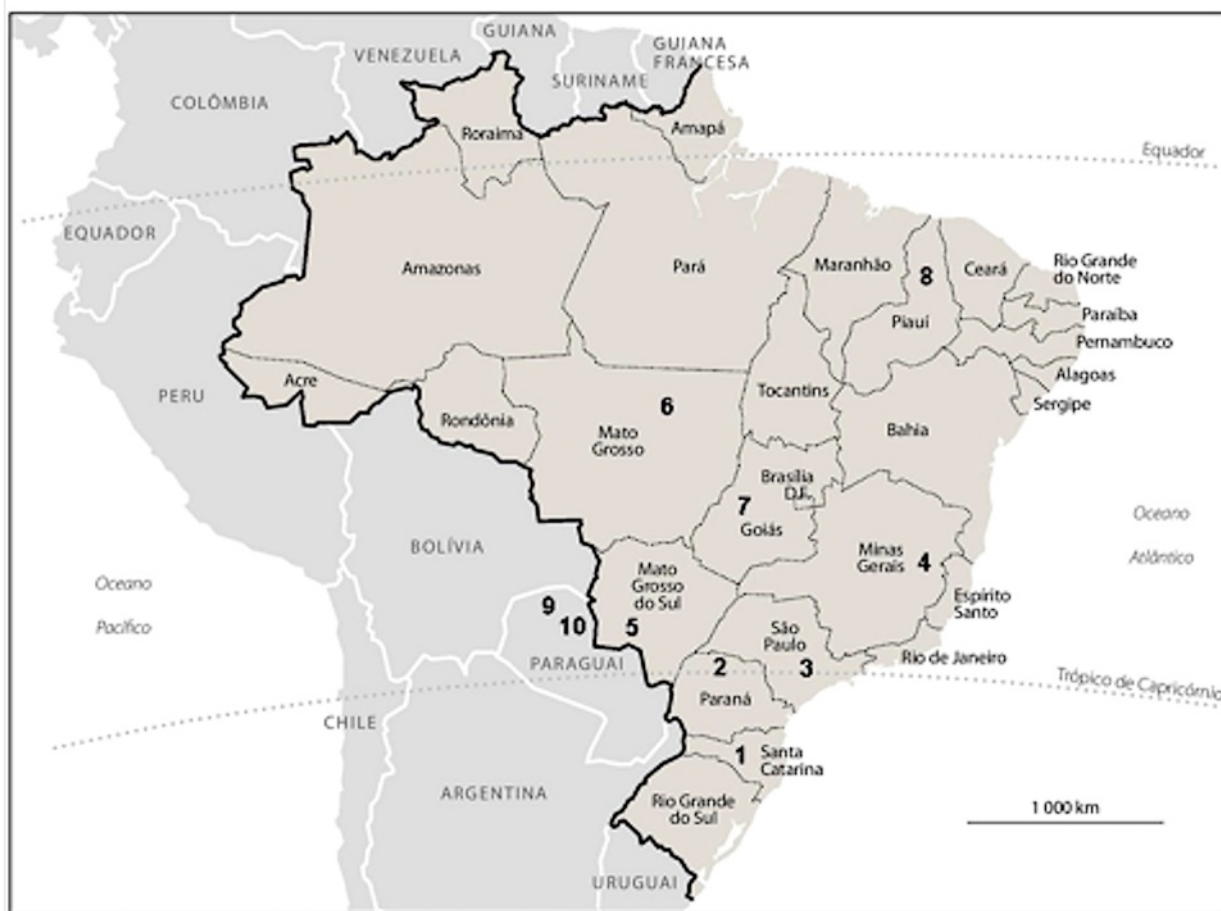 GUIANA
GUIANA
FRANCESA
VENEZUELA
SURINAME
COLÔMBIA
Roraima
Amapá
Equador
EQUADOR
Amazonas
Pará
Maranhão
8
Ceará
Rio Grande
do Norte
Piauí
Paraíba
Pernambuco
Alagoas
Sergipe
PERU
Acre
Rondônia
6
Mato
Grosso
Tocantins
Bahia
Brasília
D.F.
7
Goiás
BOLÍVIA
Minas
Gerais
4
Oceano
Atlântico
Oceano
Pacífico
9
10
Mato
Grosso
do Sul
5
Espírito
Santo
São
Paulo
3
Rio de Janeiro
PARAGUAI
2
Paraná
Trópico de Capricórnio
CHILE
1
Santa
Catarina
ARGENTINA
Rio Grande
do Sul
1 000 km
URUGUAI